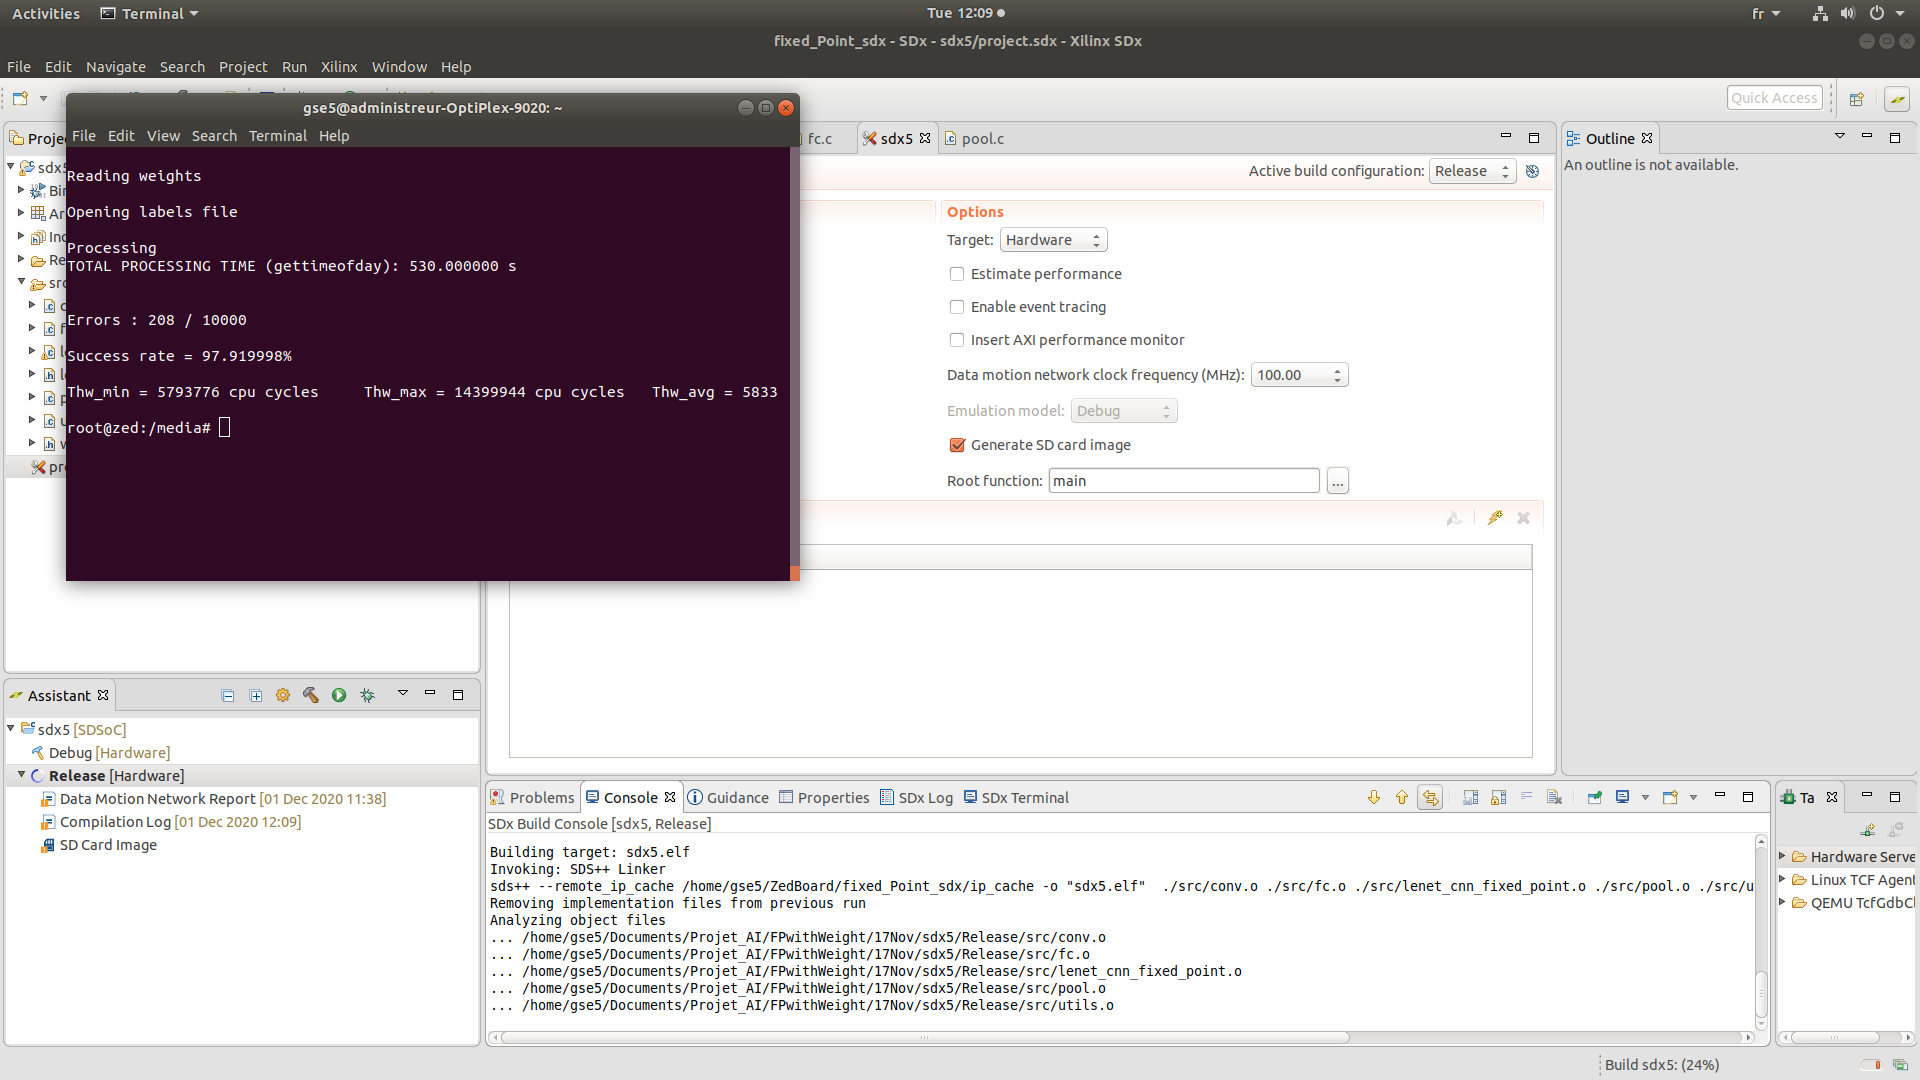 Activities
Terminal
Tue 12:09
fr
fixed_Point_sdx - SDx - sdx5/project.sdx - Xilinx SDx
File Edit Navigate Search Project Run Xilinx Window Help
Quick Access
gse5@administreur-OptiPlex-9020: ~
File Edit View Search Terminal Help
Reading weights
Opening labels file
Processing
TOTAL PROCESSING TIME (gettimeofday): 530.000000 s
Errors : 208 / 10000
Success rate = 97.919998%
Thw_min = 5793776 cpu cycles Thw_max = 14399944 cpu cycles Thw_avg = 5833
root@zed:/media#
fc.c
sdx5
pool.c
Active build configuration: Release
Options
Target: Hardware
Estimate performance
Enable event tracing
Insert AXI performance monitor
Data motion network clock frequency (MHz): 100.00
Emulation model: Debug
Generate SD card image
Root function: main
...
Outline
An outline is not available.
Assistant
sdx5 [SDSoC]
Debug [Hardware]
Release [Hardware]
Data Motion Network Report [01 Dec 2020 11:38]
Compilation Log [01 Dec 2020 12:09]
SD Card Image
Problems Console Guidance Properties SDx Log SDx Terminal
SDx Build Console [sdx5, Release]
Building target: sdx5.elf
Invoking: SDS++ Linker
sds++ --remote_ip_cache /home/gse5/ZedBoard/fixed_Point_sdx/ip_cache -o "sdx5.elf" ./src/conv.o ./src/fc.o ./src/lenet_cnn_fixed_point.o ./src/pool.o ./src/u
Removing implementation files from previous run
Analyzing object files
... /home/gse5/Documents/Projet_AI/FPwithWeight/17Nov/sdx5/Release/src/conv.o
... /home/gse5/Documents/Projet_AI/FPwithWeight/17Nov/sdx5/Release/src/fc.o
... /home/gse5/Documents/Projet_AI/FPwithWeight/17Nov/sdx5/Release/src/lenet_cnn_fixed_point.o
... /home/gse5/Documents/Projet_AI/FPwithWeight/17Nov/sdx5/Release/src/pool.o
... /home/gse5/Documents/Projet_AI/FPwithWeight/17Nov/sdx5/Release/src/utils.o
Ta
Hardware Serve
Linux TCF Agent
QEMU TcfGdbCl
Build sdx5: (24%)